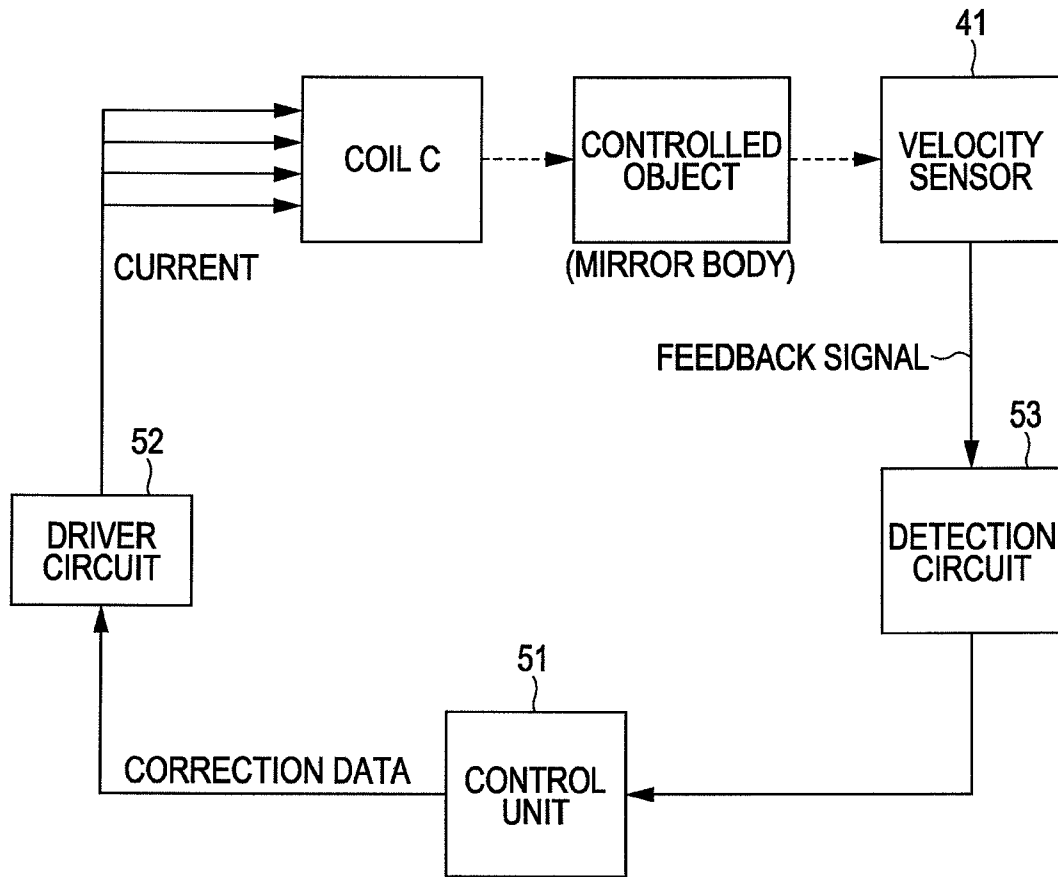 41
COIL C
CONTROLLED
OBJECT
VELOCITY
SENSOR
(MIRROR BODY)
CURRENT
FEEDBACK SIGNAL
52
53
DRIVER
CIRCUIT
DETECTION
CIRCUIT
51
CORRECTION DATA
CONTROL
UNIT